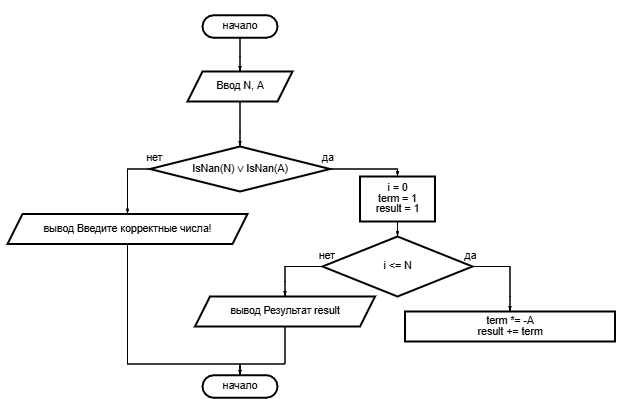 начало
Ввод N, A
нет
да
IsNan(N) v IsNan(A)
i = 0
term = 1
result = 1
вывод Введите корректные числа!
нет
да
i <= N
вывод Результат result
term *= -A
result += term
начало